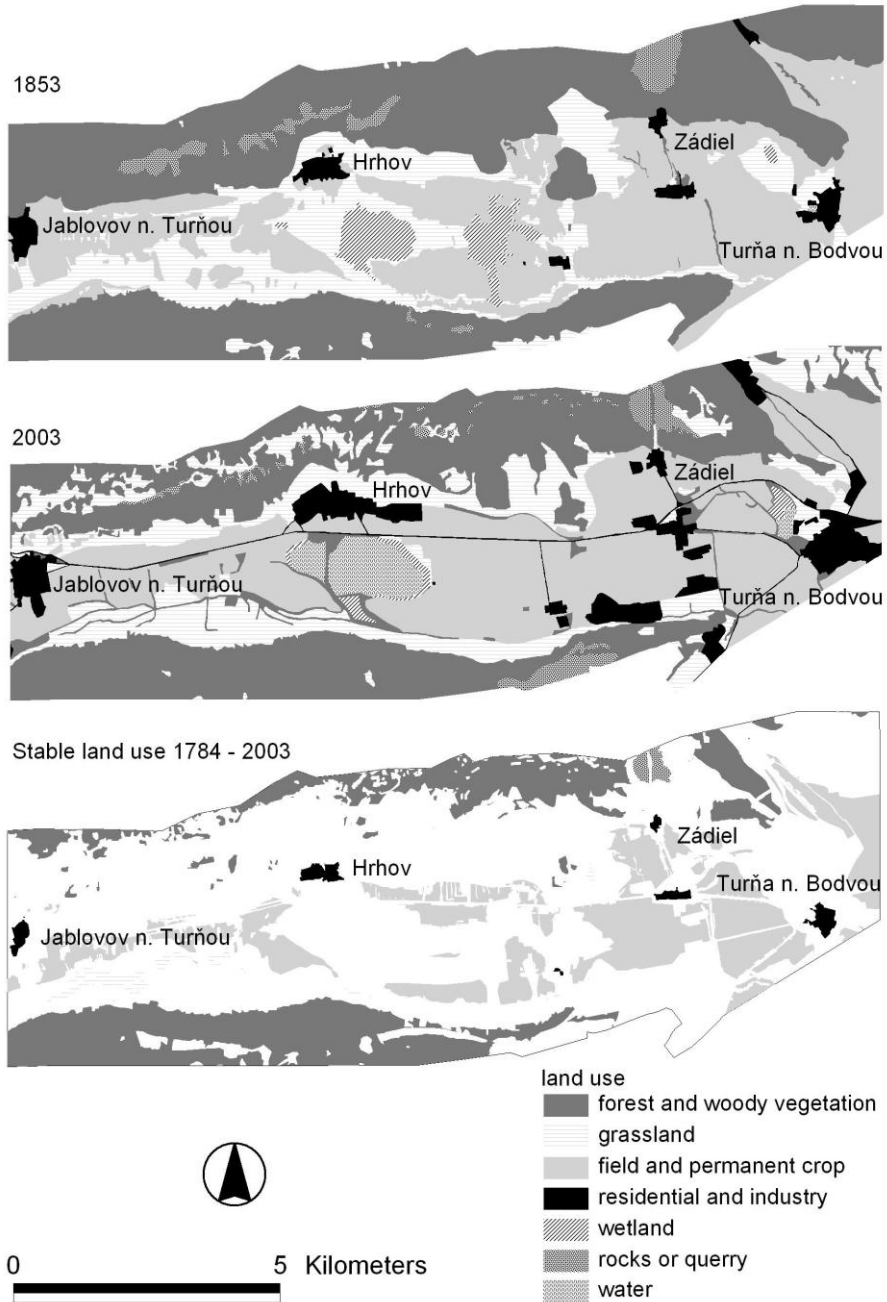 1853
Hrhov
Zádiel
Jablovov n. Turňou
Turňa n. Bodvou
2003
Hrhov
Zádiel
Jablovov n. Turňou
Turňa n. Bodvou
Stable land use 1784 - 2003
Zádiel
Hrhov
Turňa n. Bodvou
Jablovov n. Turňou
land use
forest and woody vegetation
grassland
field and permanent crop
residential and industry
wetland
rocks or querry
water
0 5 Kilometers